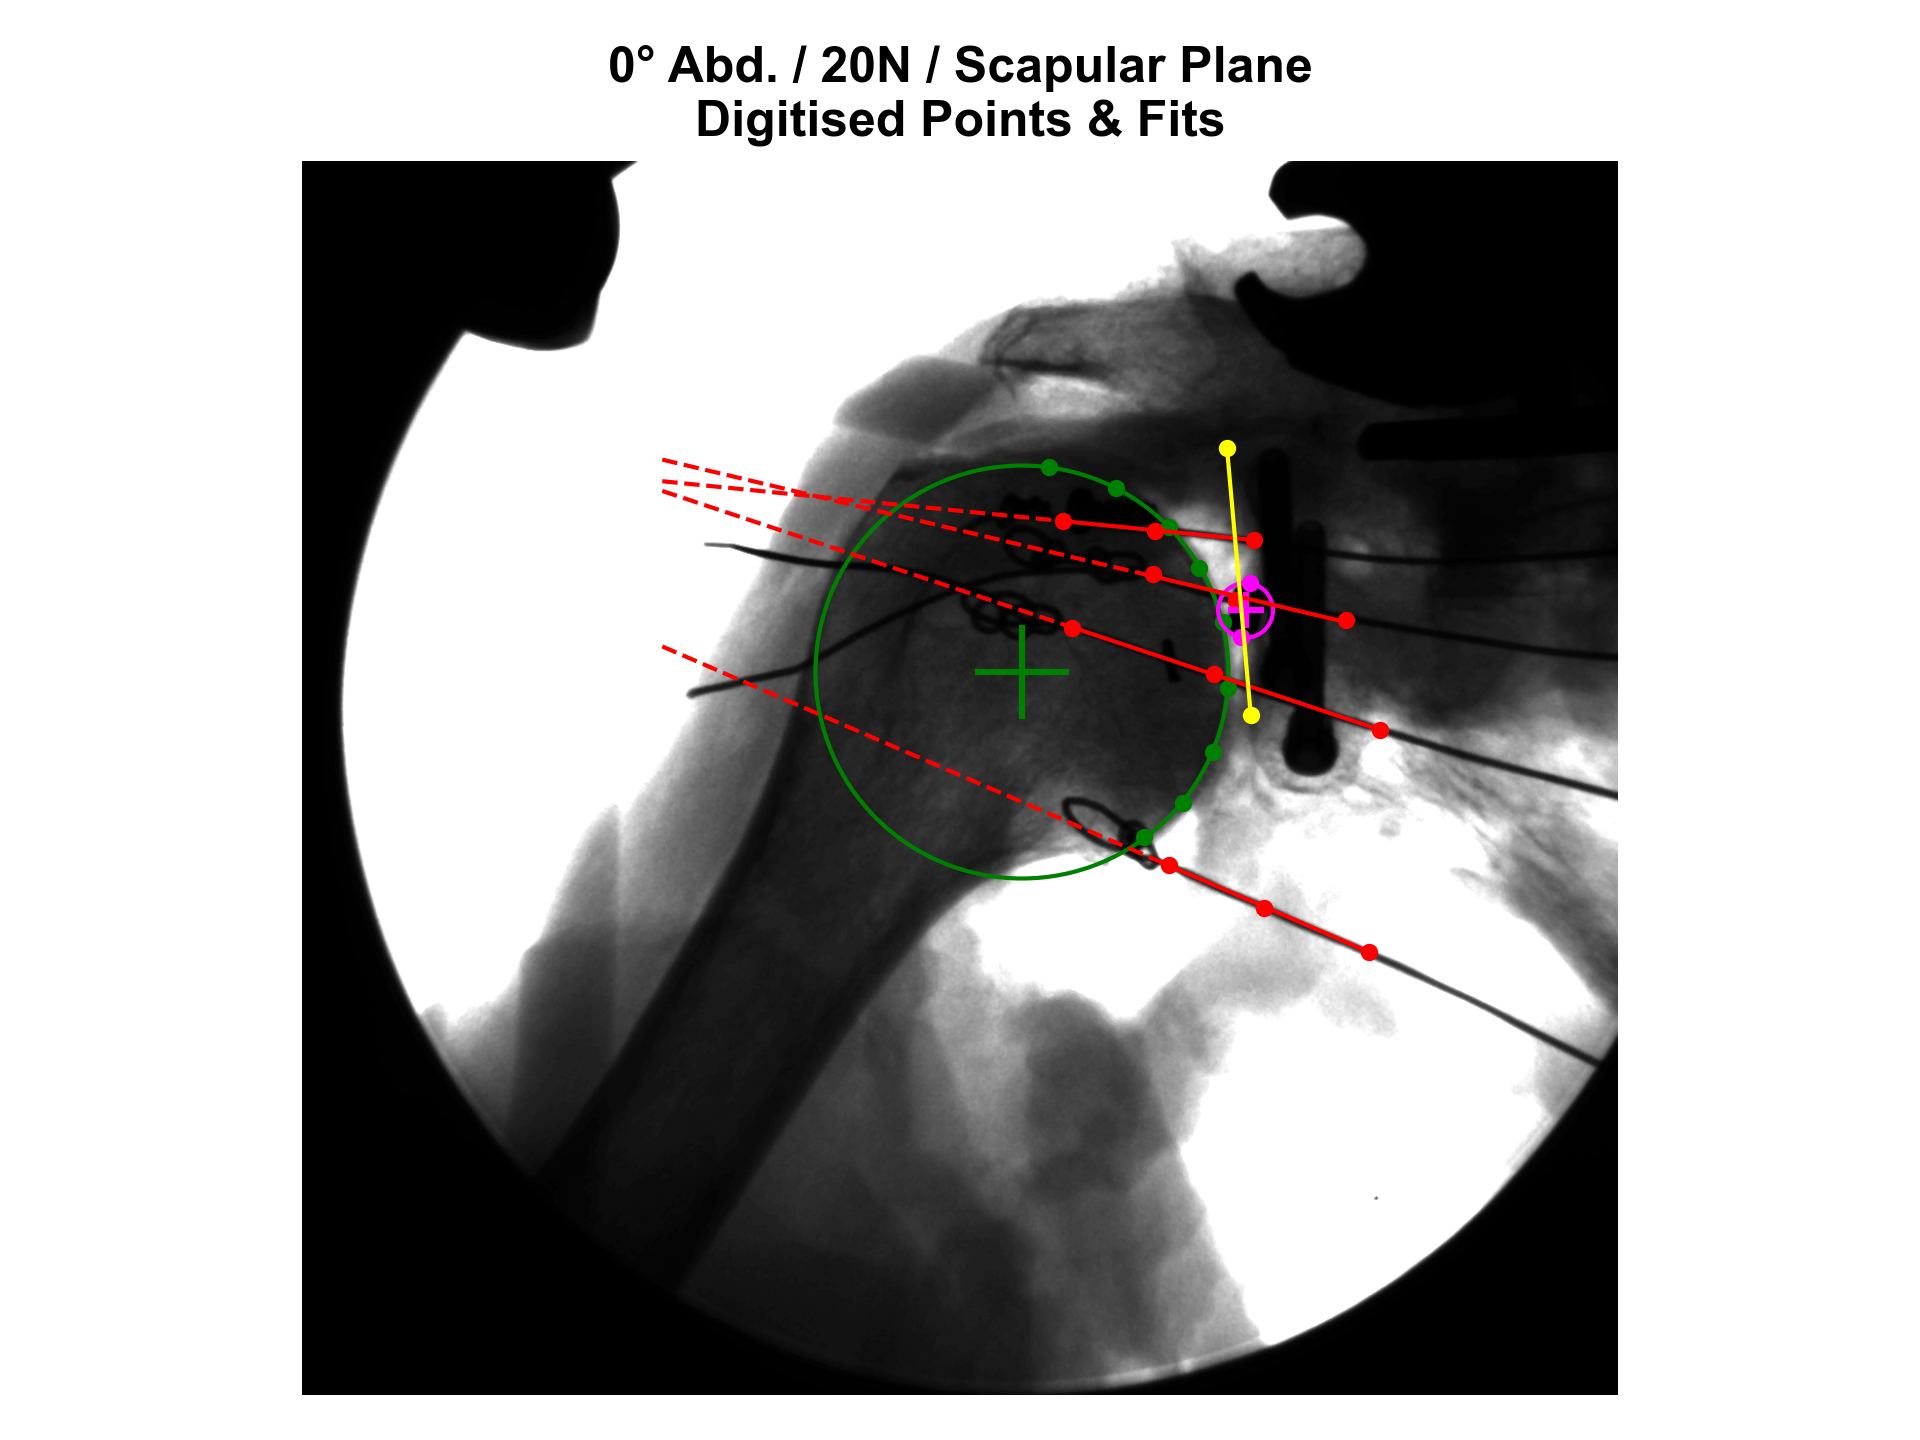 0° Abd. / 20N / Scapular Plane
Digitised Points & Fits